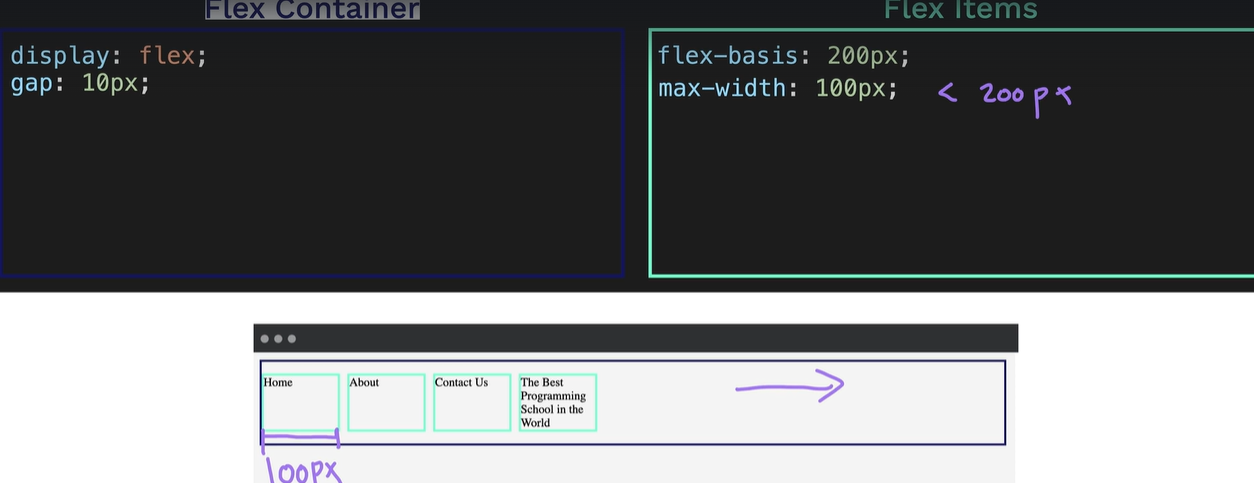 Flex Container
Flex Items
display: flex;
gap: 10px;
flex-basis: 200px;
max-width: 100px;
< 200px
Home
About
Contact Us
The Best
Programming
School in the
World
100px